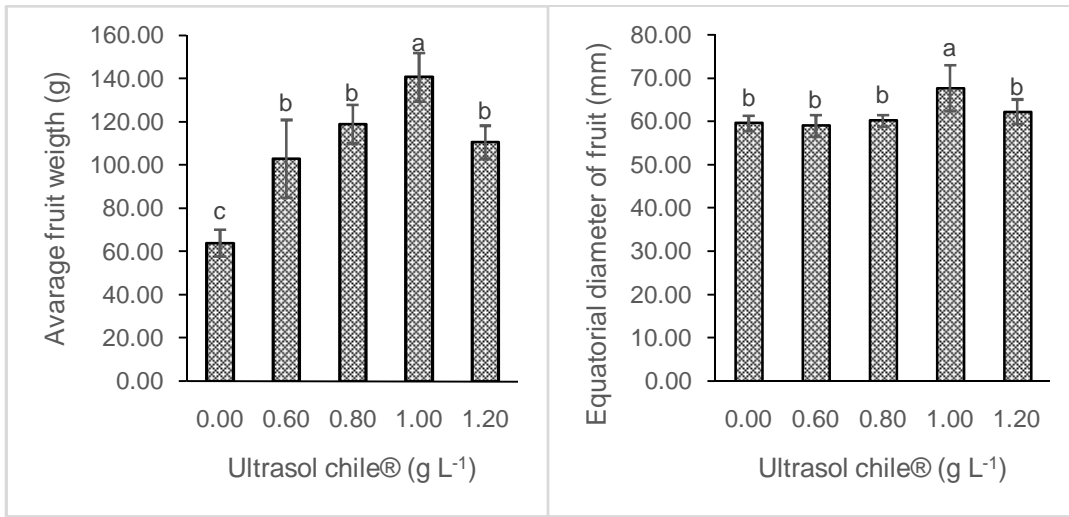 Avarage fruit weigth (g)
160.00
140.00
120.00
100.00
80.00
60.00
40.00
20.00
0.00
c
b
b
a
b
0.00 0.60 0.80 1.00 1.20
Ultrasol chile® (g L⁻¹)
Equatorial diameter of fruit (mm)
80.00
70.00
60.00
50.00
40.00
30.00
20.00
10.00
0.00
b
b
b
a
b
0.00 0.60 0.80 1.00 1.20
Ultrasol chile® (g L⁻¹)